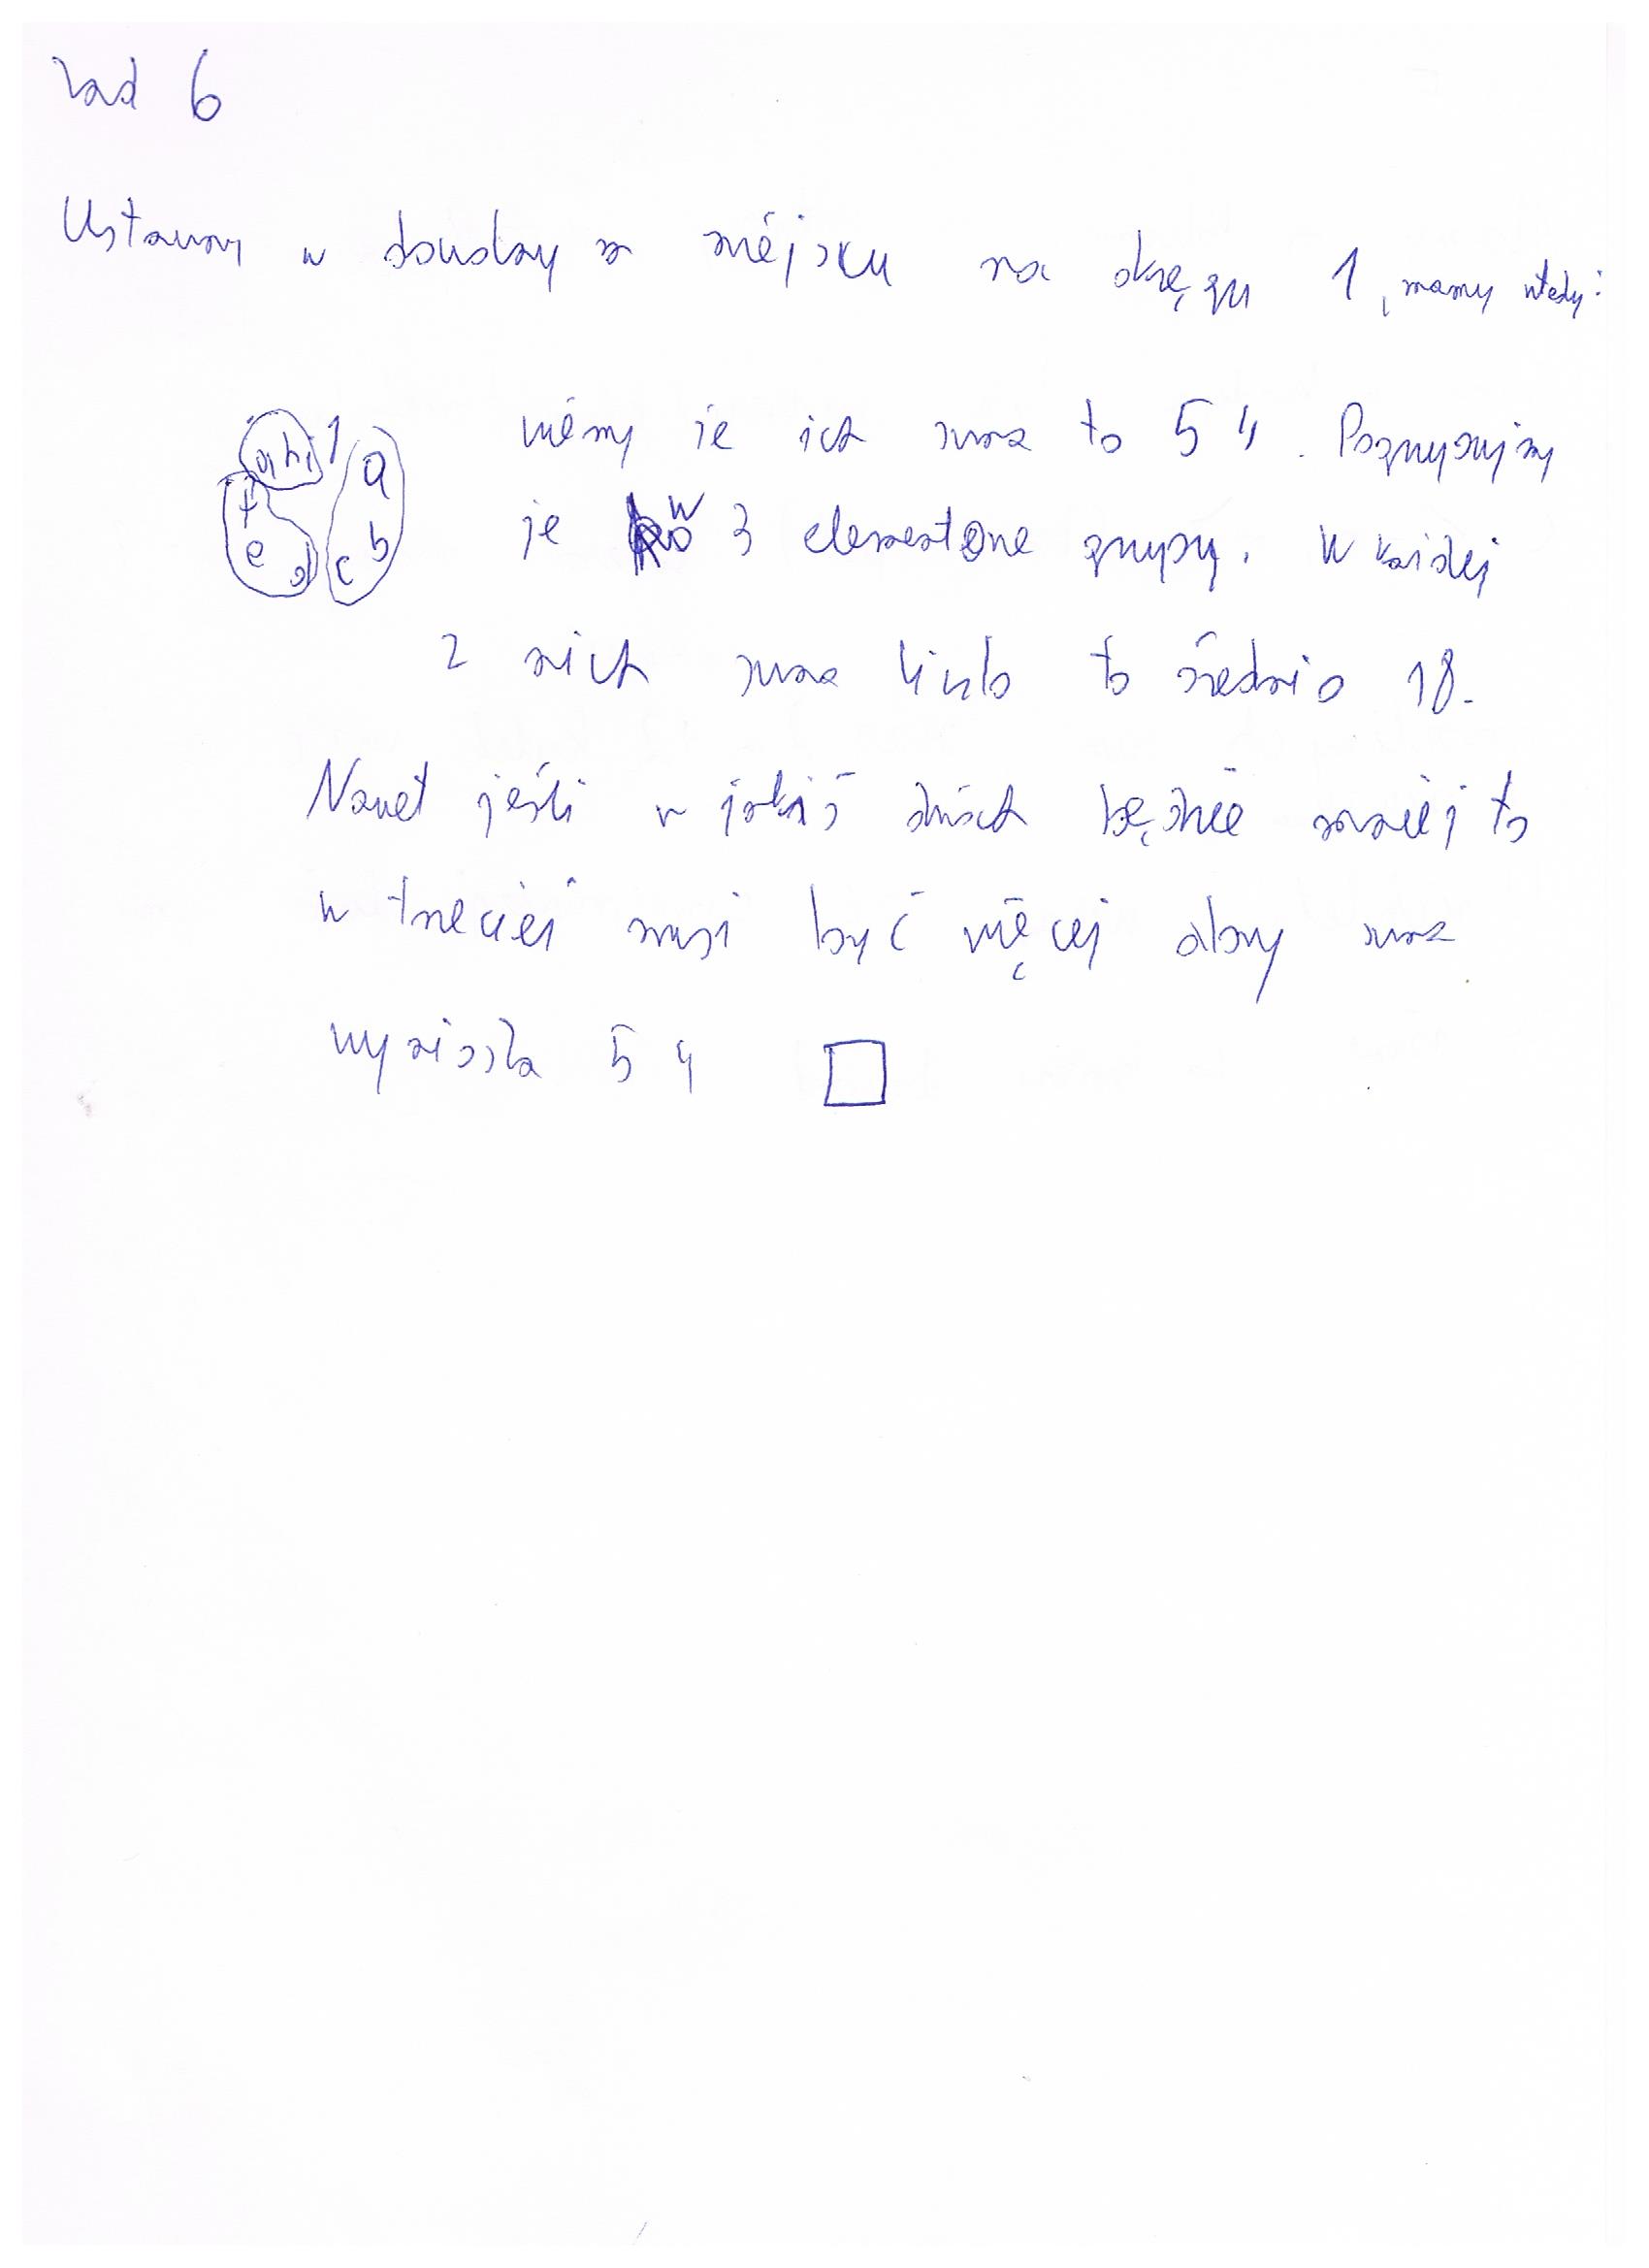 Zad 6
Ustawmy w dowolnym miejscu na okręgu 1, mamy wtedy:
g h i 1 a
f
e
d c b
wiemy że ich suma to 54. Pogrupujmy
je w 3 elementowe grupy. W każdej
z nich suma liczb to średnio 18.
Nawet jeśli w jakiś dwóch będzie mniej to
w trzeciej musi być więcej aby suma
wyniosła 54 □